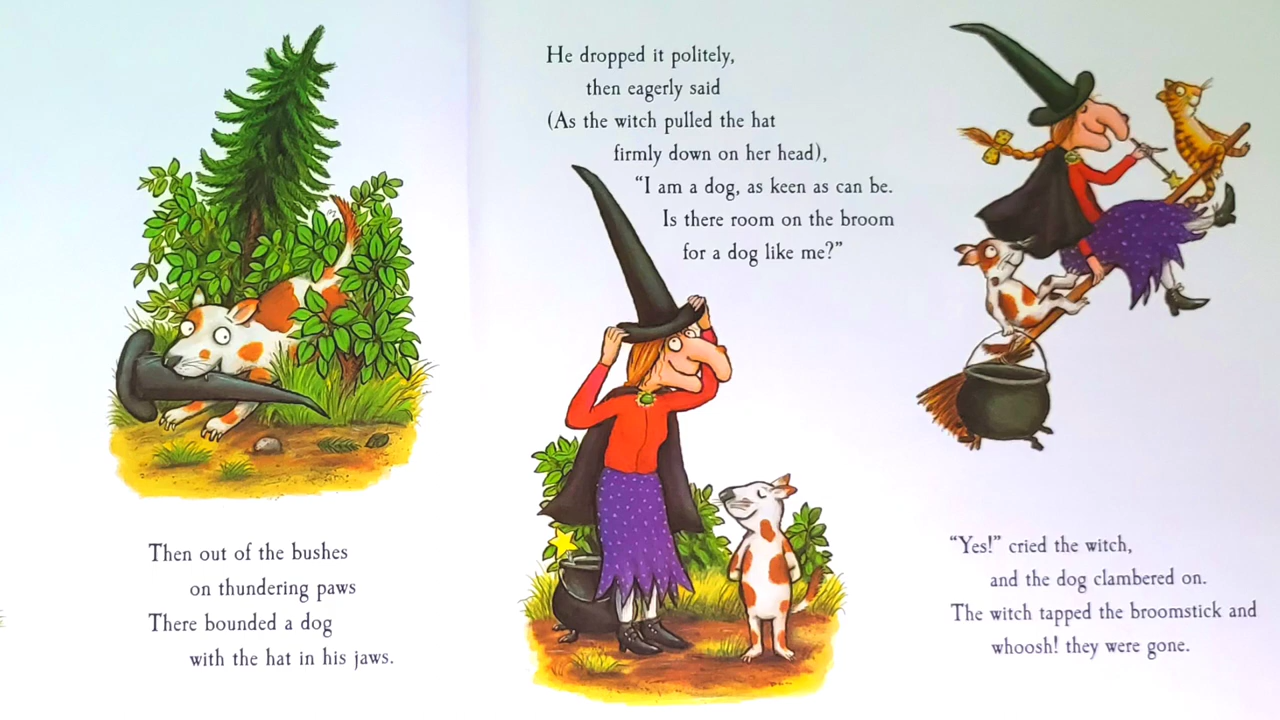 Then out of the bushes
on thundering paws
There bounded a dog
with the hat in his jaws.
He dropped it politely,
then eagerly said
(As the witch pulled the hat
firmly down on her head),
“I am a dog, as keen as can be.
Is there room on the broom
for a dog like me?”
“Yes!” cried the witch,
and the dog clambered on.
The witch tapped the broomstick and
whoosh! they were gone.